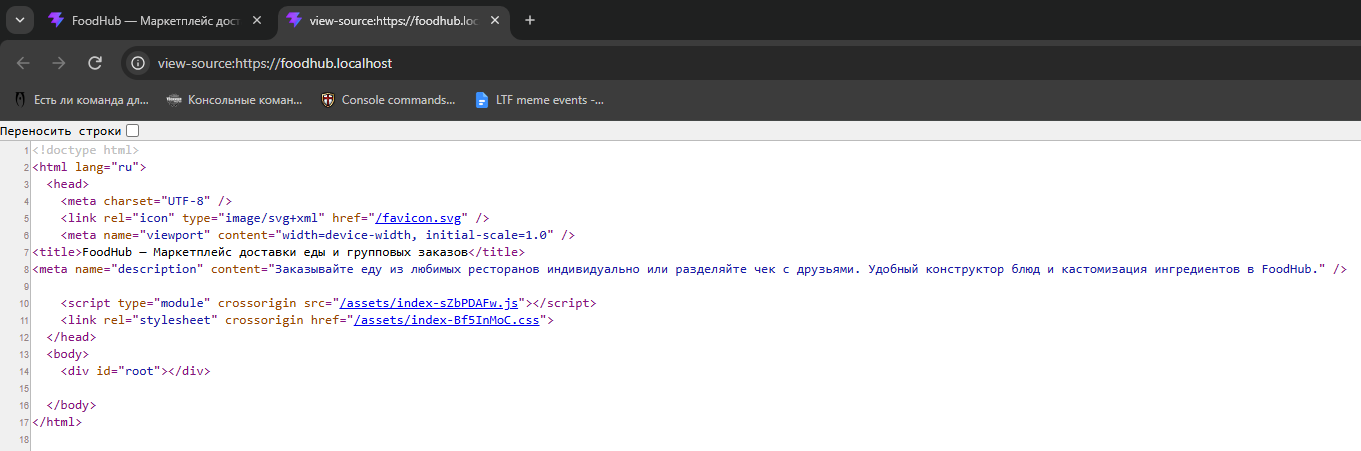 FoodHub — Маркетплейс дост
view-source:https://foodhub.loc
view-source:https://foodhub.localhost
Есть ли команда дл...
Консольные коман...
Console commands...
LTF meme events -...
Переносить строки
1 <!doctype html>
2 <html lang="ru">
3 <head>
4 <meta charset="UTF-8" />
5 <link rel="icon" type="image/svg+xml" href="/favicon.svg" />
6 <meta name="viewport" content="width=device-width, initial-scale=1.0" />
7 <title>FoodHub — Маркетплейс доставки еды и групповых заказов</title>
8 <meta name="description" content="Заказывайте еду из любимых ресторанов индивидуально или разделяйте чек с друзьями. Удобный конструктор блюд и кастомизация ингредиентов в FoodHub." />
9
10 <script type="module" crossorigin src="/assets/index-sZbPDAFw.js"></script>
11 <link rel="stylesheet" crossorigin href="/assets/index-Bf5InMoC.css">
12 </head>
13 <body>
14 <div id="root"></div>
15
16 </body>
17 </html>
18